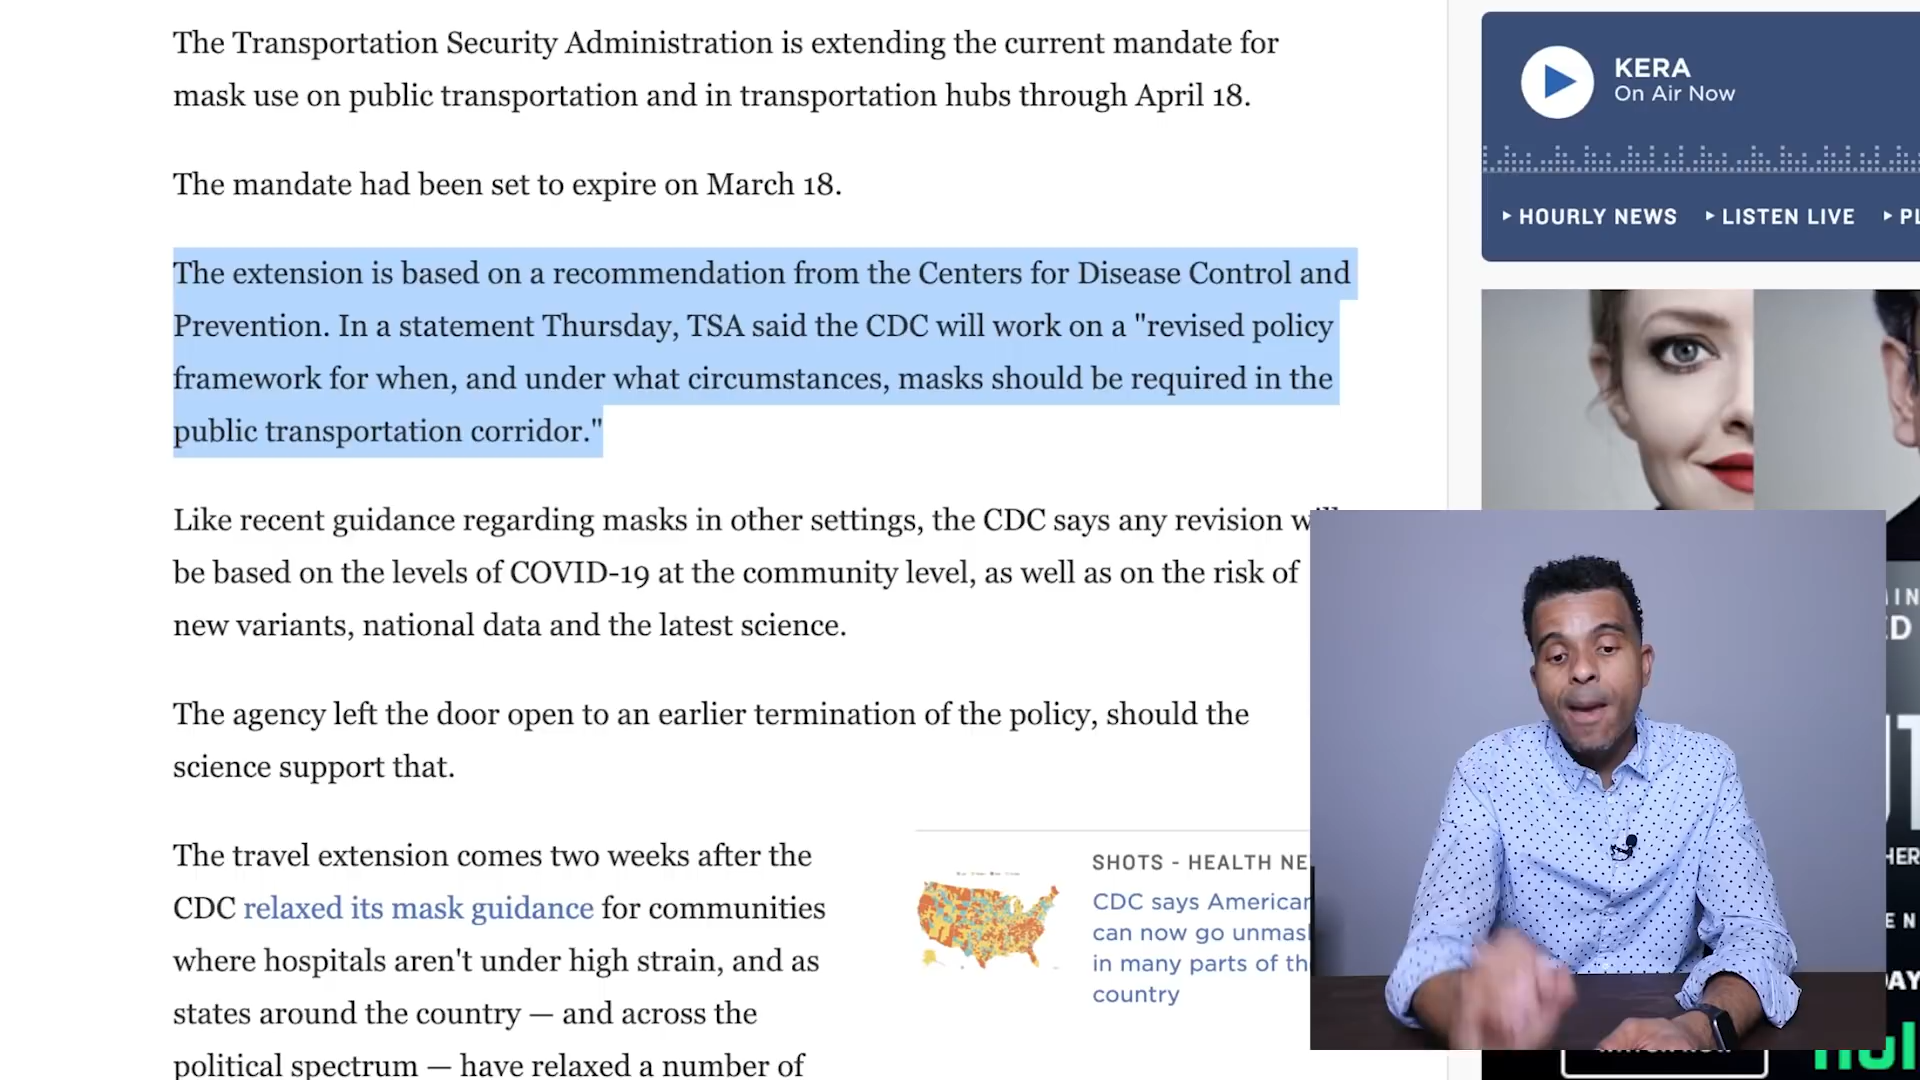 The Transportation Security Administration is extending the current mandate for
mask use on public transportation and in transportation hubs through April 18.
The mandate had been set to expire on March 18.
The extension is based on a recommendation from the Centers for Disease Control and
Prevention. In a statement Thursday, TSA said the CDC will work on a "revised policy
framework for when, and under what circumstances, masks should be required in the
public transportation corridor."
Like recent guidance regarding masks in other settings, the CDC says any revision will
be based on the levels of COVID-19 at the community level, as well as on the risk of
new variants, national data and the latest science.
The agency left the door open to an earlier termination of the policy, should the
science support that.
The travel extension comes two weeks after the
CDC relaxed its mask guidance for communities
where hospitals aren't under high strain, and as
states around the country — and across the
political spectrum — have relaxed a number of
SHOTS - HEALTH NE
CDC says American
can now go unmas
in many parts of th
country
KERA
On Air Now
HOURLY NEWS LISTEN LIVE PL